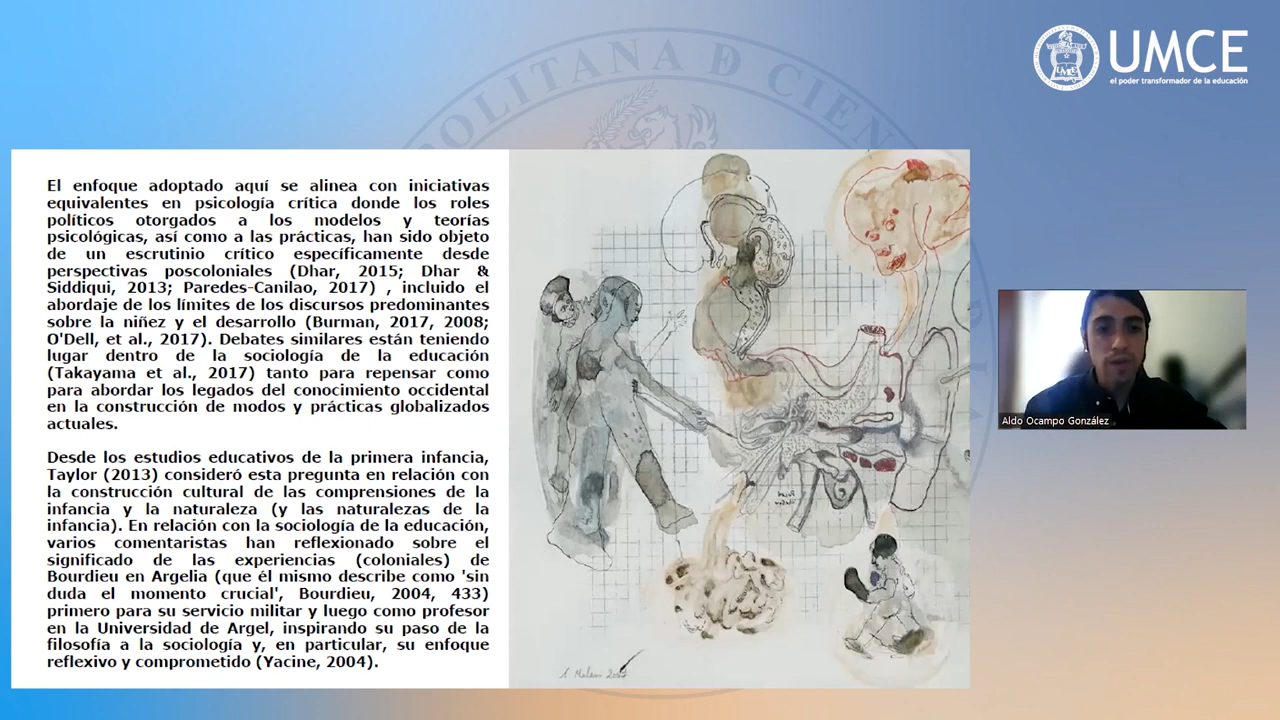 UMCE
el poder transformador de la educación
POLITANA Đ CIEN
El enfoque adoptado aquí se alinea con iniciativas
equivalentes en psicología crítica donde los roles
políticos otorgados a los modelos y teorías
psicológicas, así como a las prácticas, han sido objeto
de un escrutinio crítico específicamente desde
perspectivas poscoloniales (Dhar, 2015; Dhar &
Siddiqui, 2013; Paredes-Canilao, 2017) , incluido el
abordaje de los límites de los discursos predominantes
sobre la niñez y el desarrollo (Burman, 2017, 2008;
O'Dell, et al., 2017). Debates similares están teniendo
lugar dentro de la sociología de la educación
(Takayama et al., 2017) tanto para repensar como
para abordar los legados del conocimiento occidental
en la construcción de modos y prácticas globalizados
actuales.
Desde los estudios educativos de la primera infancia,
Taylor (2013) consideró esta pregunta en relación con
la construcción cultural de las comprensiones de la
infancia y la naturaleza (y las naturalezas de la
infancia). En relación con la sociología de la educación,
varios comentaristas han reflexionado sobre el
significado de las experiencias (coloniales) de
Bourdieu en Argelia (que él mismo describe como 'sin
duda el momento crucial', Bourdieu, 2004, 433)
primero para su servicio militar y luego como profesor
en la Universidad de Argel, inspirando su paso de la
filosofía a la sociología y, en particular, su enfoque
reflexivo y comprometido (Yacine, 2004).
Aldo Ocampo González